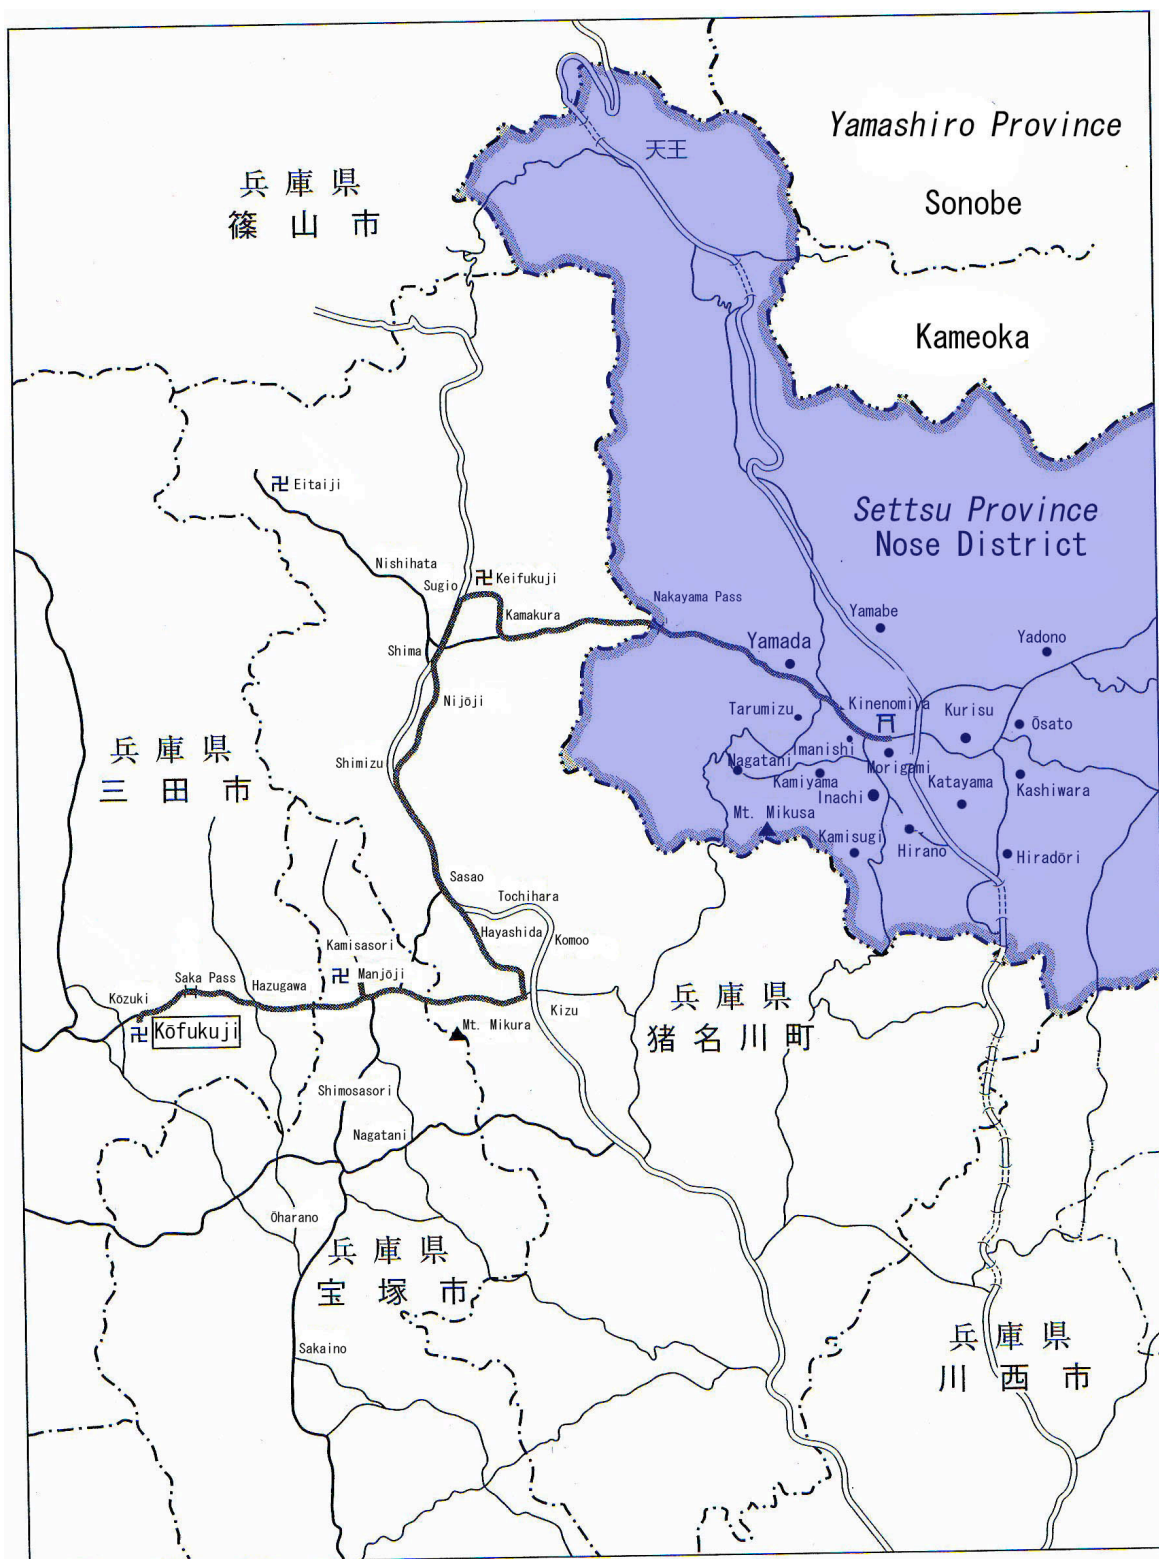 Yamashiro Province
天王
兵庫県
篠山市
Sonobe
Kameoka
Eitaiji
Settsu Province
Nose District
Nishihata
Sugio
Keifukuji
Kamakura
Nakayama Pass
Yamabe
Yadono
Shima
Yamada
Nijōji
Tarumizu
Kinenomiya
Kurisu
Ōsato
兵庫県
三田市
Shimizu
Imanishi
Nagatani
Morigami
Kamiyama
Katayama
Kashiwara
Inachi
Mt. Mikusa
Kamisugi
Hirano
Hiradōri
Sasao
Tochihara
Hayashida
Komoo
Kamisasori
Saka Pass
Hazugawa
Manjōji
Kōzuki
Kizu
兵庫県
猪名川町
Kōfukuji
Mt. Mikura
Shimosasori
Nagatani
Ōharano
兵庫県
宝塚市
Sakaino
兵庫県
川西市